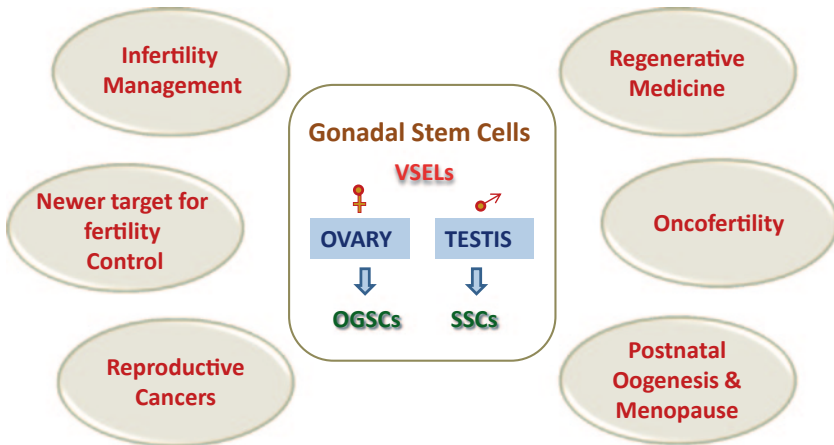 Infertility
Management
Regenerative
Medicine
Gonadal Stem Cells
VSELs
OVARY
TESTIS
OGSCs
SSCs
Newer target for
fertility
Control
Oncofertility
Reproductive
Cancers
Postnatal
Oogenesis &
Menopause